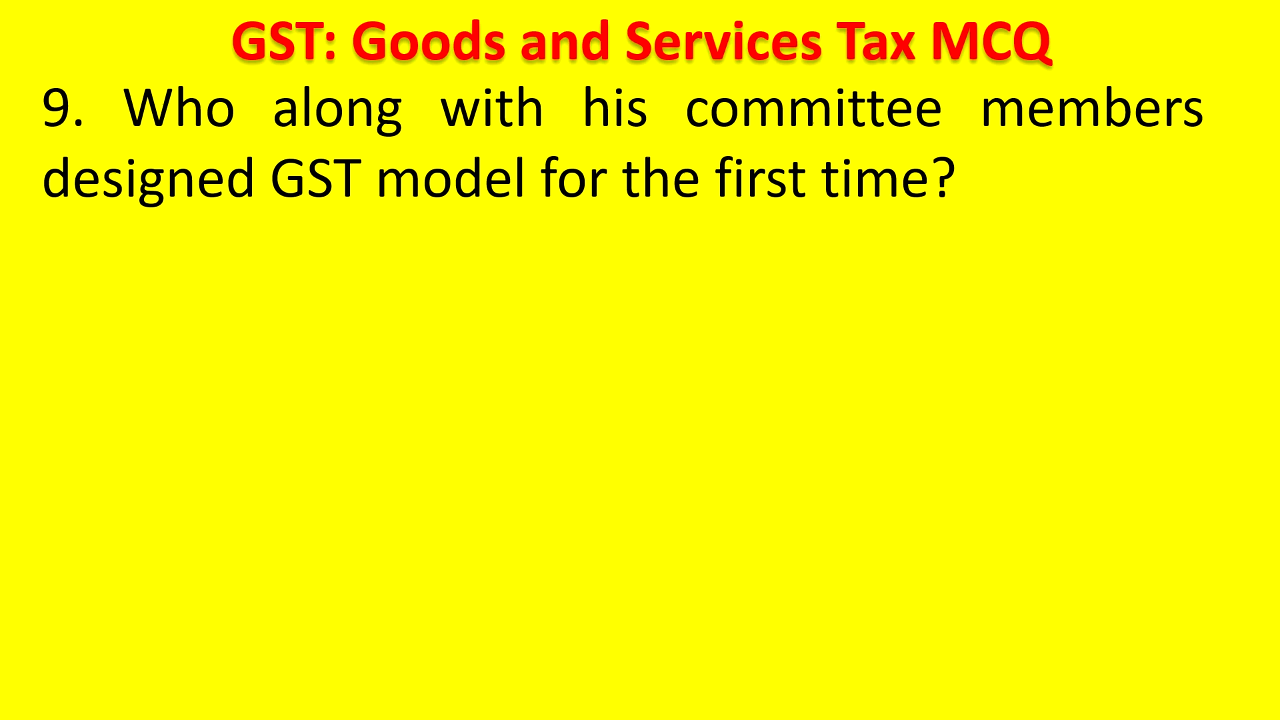 GST: Goods and Services Tax MCQ
9. Who along with his committee members
designed GST model for the first time?